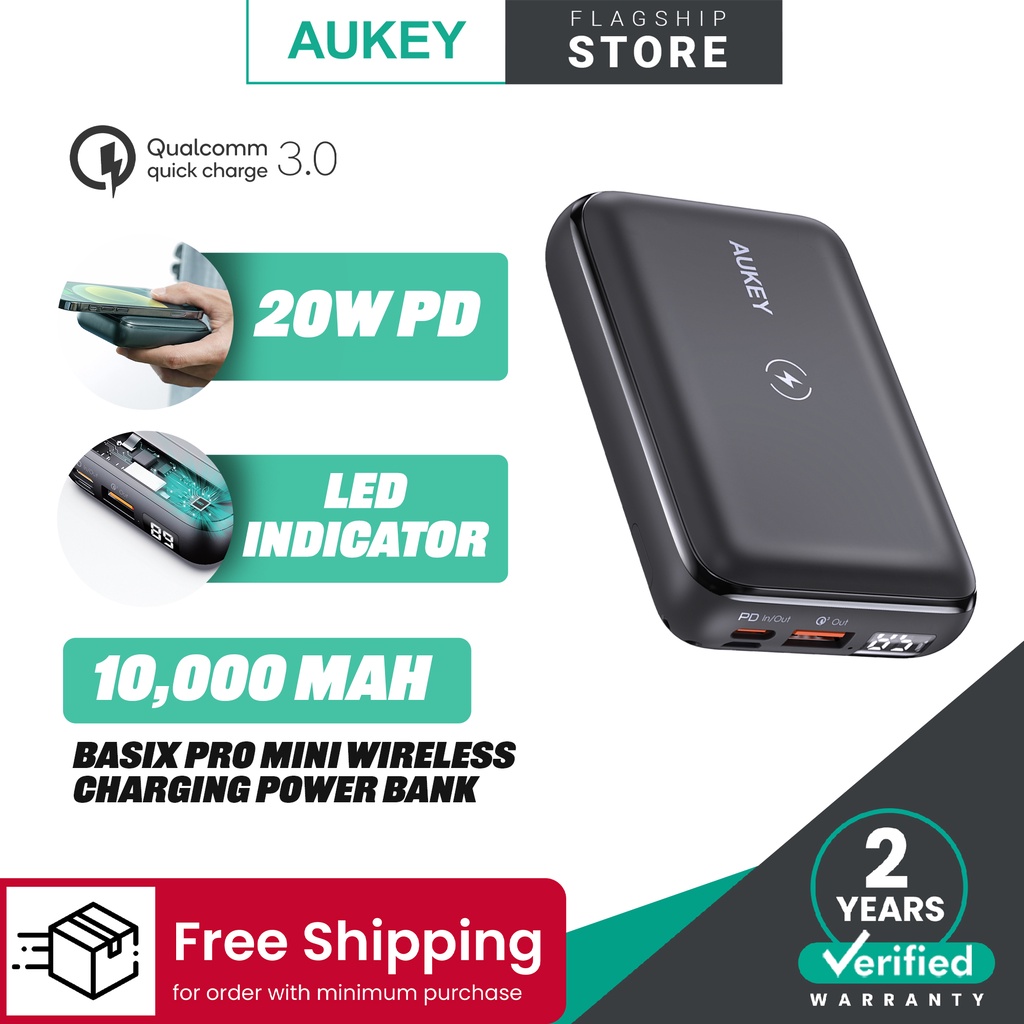 AUKEY
FLAGSHIP
STORE
Qualcomm
quick charge 3.0
20W PD
LED
INDICATOR
89
10,000 MAH
BASIX PRO MINI WIRELESS
CHARGING POWER BANK
AUKEY
PD In/Out
Out
85
Free Shipping
for order with minimum purchase
2
YEARS
Verified
WARRANTY